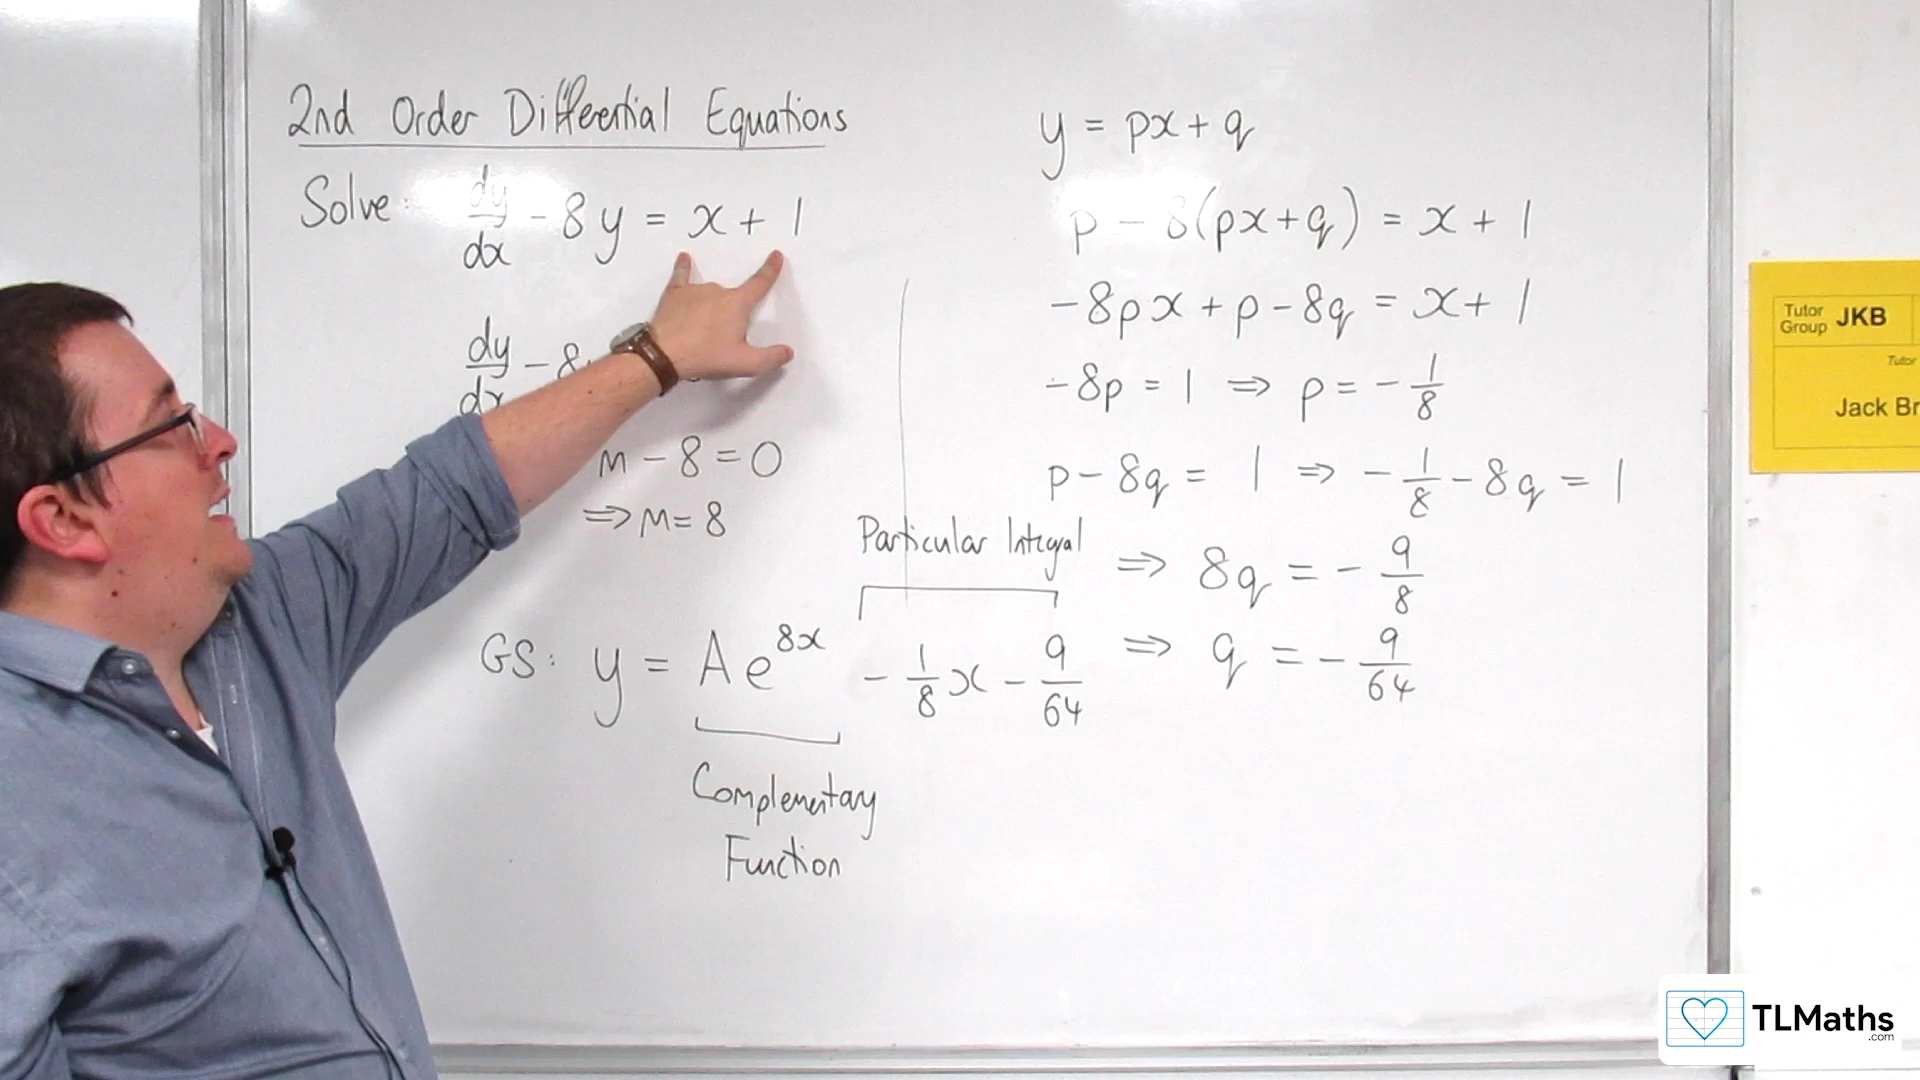 2nd Order Differential Equations
Solve: dy/dx - 8y = x + 1
dy/dx - 8
m - 8 = 0
⇒ m = 8
GS: y = Ae^{8x} - 1/8 x - 9/64
Particular Integral
Complementary
Function
y = px + q
p - 8(px + q) = x + 1
-8px + p - 8q = x + 1
-8p = 1 ⇒ p = -1/8
p - 8q = 1 ⇒ -1/8 - 8q = 1
⇒ 8q = -9/8
⇒ q = -9/64
Tutor
Group JKB
Tutor
Jack Br
TLMaths
.com